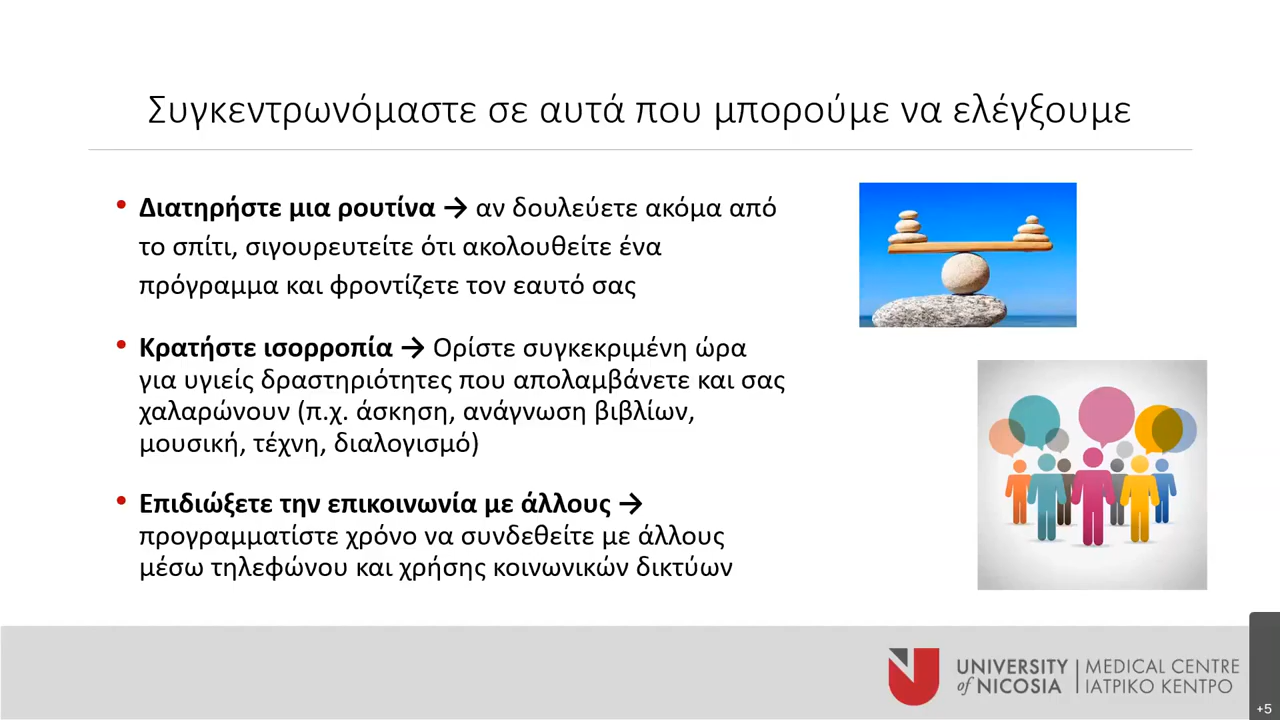 Συγκεντρωνόμαστε σε αυτά που μπορούμε να ελέγξουμε
• Διατηρήστε μια ρουτίνα → αν δουλεύετε ακόμα από
το σπίτι, σιγουρευτείτε ότι ακολουθείτε ένα
πρόγραμμα και φροντίζετε τον εαυτό σας
• Κρατήστε ισορροπία → Ορίστε συγκεκριμένη ώρα
για υγιείς δραστηριότητες που απολαμβάνετε και σας
χαλαρώνουν (π.χ. άσκηση, ανάγνωση βιβλίων,
μουσική, τέχνη, διαλογισμό)
• Επιδιώξετε την επικοινωνία με άλλους →
προγραμματίστε χρόνο να συνδεθείτε με άλλους
μέσω τηλεφώνου και χρήσης κοινωνικών δικτύων
UNIVERSITY
of NICOSIA
MEDICAL CENTRE
ΙΑΤΡΙΚΟ ΚΕΝΤΡΟ
+5